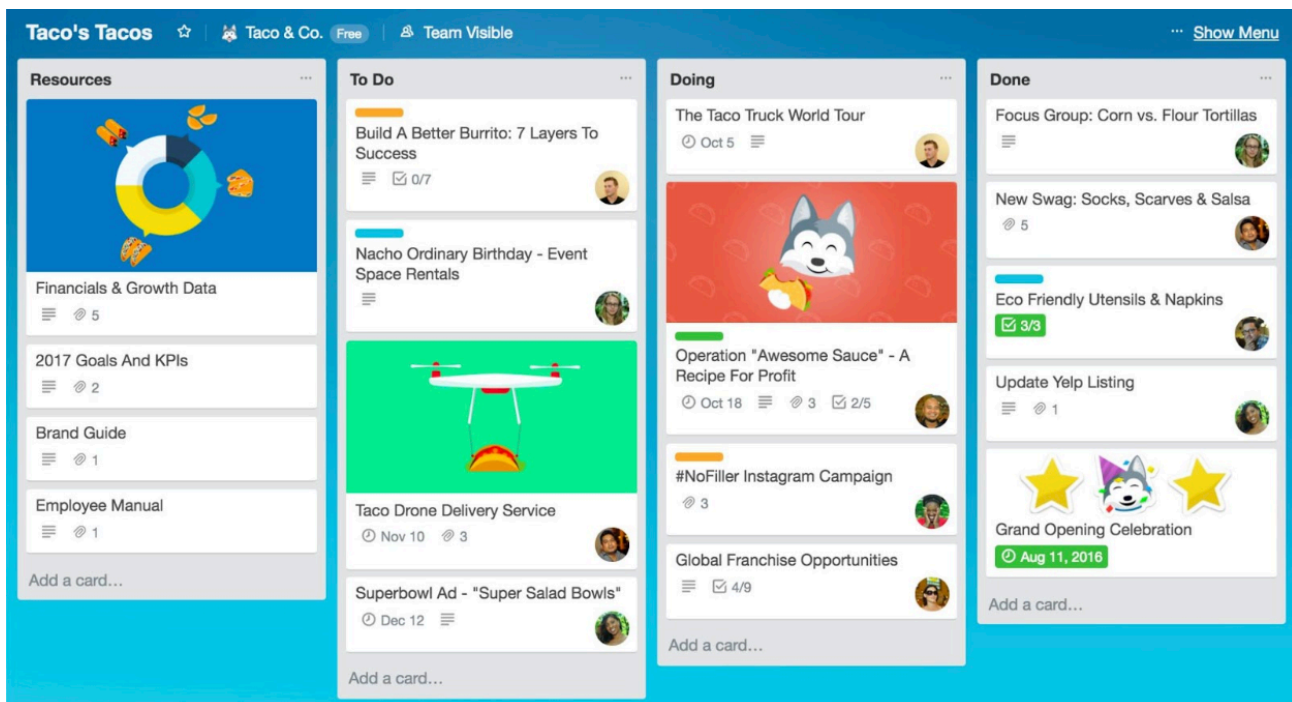 Taco's Tacos
Taco & Co. Free
Team Visible
... Show Menu
Resources ...
Financials & Growth Data
5
2017 Goals And KPIs
2
Brand Guide
1
Employee Manual
1
Add a card...
To Do ...
Build A Better Burrito: 7 Layers To
Success
0/7
Nacho Ordinary Birthday - Event
Space Rentals
Taco Drone Delivery Service
Nov 10 3
Superbowl Ad - "Super Salad Bowls"
Dec 12
Add a card...
Doing ...
The Taco Truck World Tour
Oct 5
Operation "Awesome Sauce" - A
Recipe For Profit
Oct 18 3 2/5
#NoFiller Instagram Campaign
3
Global Franchise Opportunities
4/9
Add a card...
Done ...
Focus Group: Corn vs. Flour Tortillas
New Swag: Socks, Scarves & Salsa
5
Eco Friendly Utensils & Napkins
3/3
Update Yelp Listing
1
Grand Opening Celebration
Aug 11, 2016
Add a card...